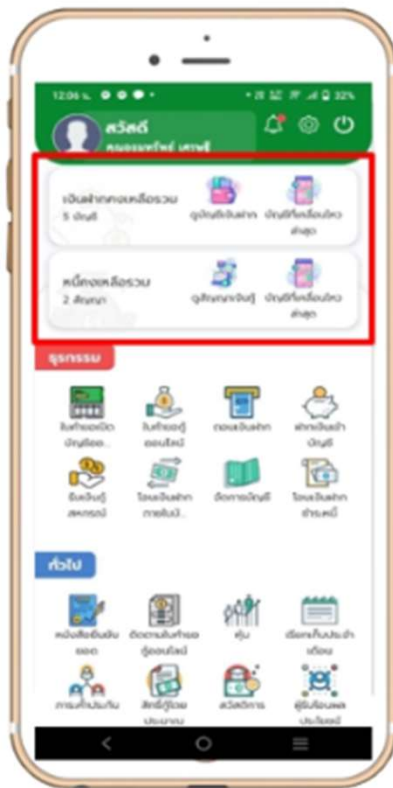 12:06 น.
32%
สวัสดี
เงินฝากคงเหลือรวม
5 บัญชี
ดูบัญชีเงินฝาก
บัญชีที่เคลื่อนไหว
ล่าสุด
หนี้คงเหลือรวม
2 สัญญา
ดูสัญญาเงินกู้
บัญชีที่เคลื่อนไหว
ล่าสุด
ธุรกรรม
ใบคำขอเปิด
บัญชีออ...
ใบคำขอกู้
ออนไลน์
ถอนเงินฝาก
ฝากเงินเข้า
บัญชี
รับเงินกู้
สหกรณ์
โอนเงินฝาก
ภายในบั...
จัดการบัญชี
โอนเงินฝาก
ชำระหนี้
ทั่วไป
หนังสือยืนยัน
ยอด
ติดตามใบคำขอ
กู้ออนไลน์
หุ้น
เรียกเก็บประจำ
เดือน
ภาระค้ำประกัน
สิทธิ์กู้โดย
ประมาณ
สวัสดิการ
ผู้รับโอนผล
ประโยชน์